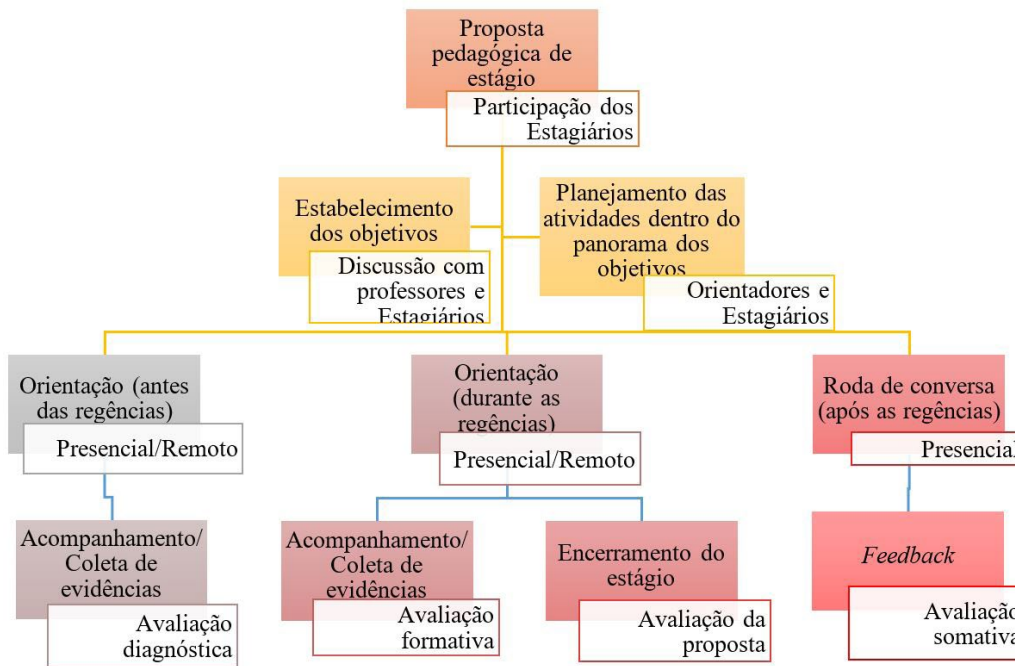 Proposta
pedagógica de
estágio
Participação dos
Estagiários
Estabelecimento
dos objetivos
Discussão com
professores e
Estagiários
Planejamento das
atividades dentro do
panorama dos
objetivos
Orientadores e
Estagiários
Orientação (antes
das regências)
Presencial/Remoto
Orientação
(durante as
regências)
Presencial/Remoto
Roda de conversa
(após as regências)
Presencial
Acompanhamento/
Coleta de
evidências
Avaliação
diagnóstica
Acompanhamento/
Coleta de
evidências
Avaliação
formativa
Encerramento do
estágio
Avaliação da
proposta
Feedback
Avaliação
somativa